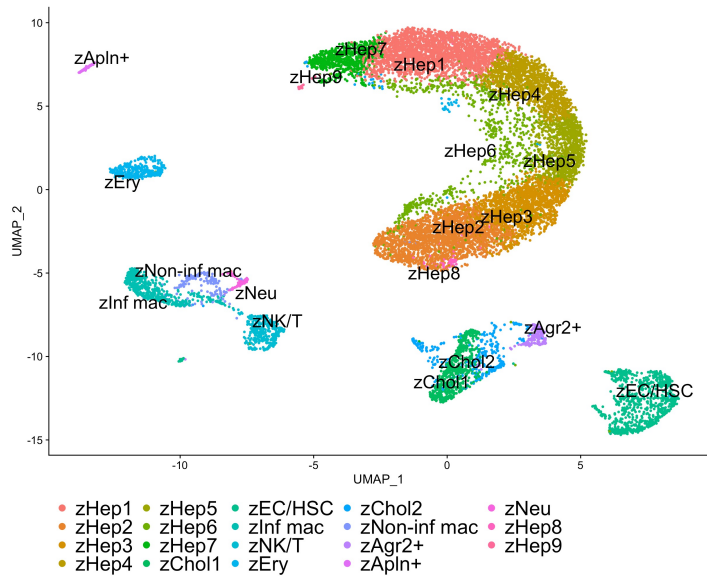 10
zApln+
zHep7
zHep1
zHep9
zHep4
5
zHep6
zHep5
zEry
0
zHep3
zHep2
zHep8
zNon-inf mac
-5
zInf mac
zNeu
zNK/T
zAgr2+
-10
zChol2
zChol1
zEC/HSC
-15
UMAP_2
-10 -5 0 5
UMAP_1
zHep1 zHep5 zEC/HSC zChol2 zNeu
zHep2 zHep6 zInf mac zNon-inf mac zHep8
zHep3 zHep7 zNK/T zAgr2+ zHep9
zHep4 zChol1 zEry zApln+